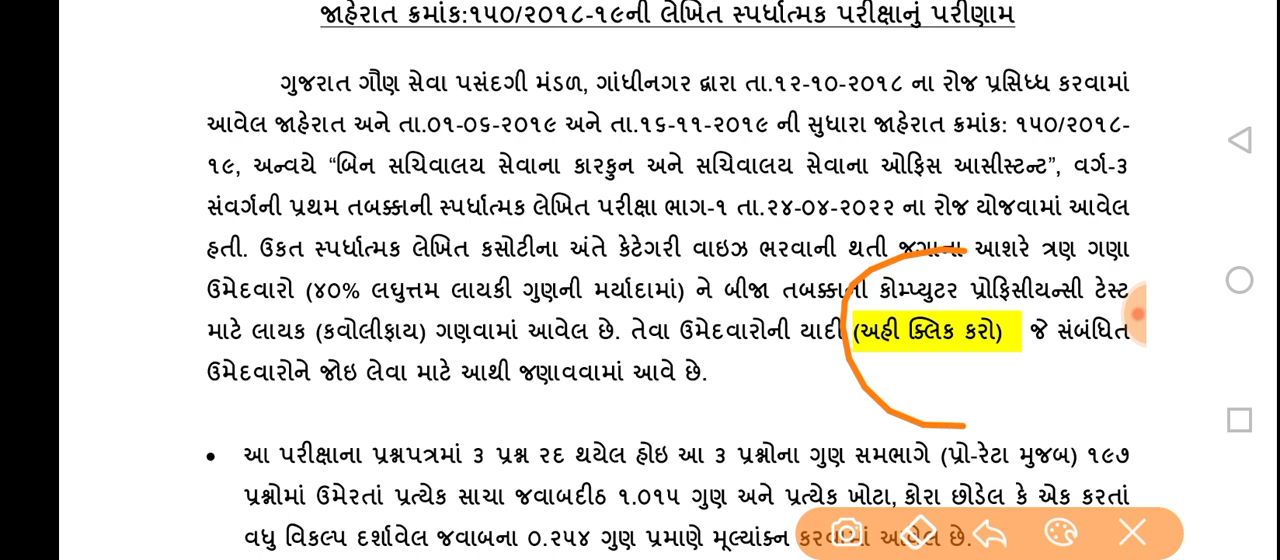 જાહેરાત ક્રમાંક:૧૫૦/૨૦૧૮-૧૯ની લેખિત સ્પર્ધાત્મક પરીક્ષાનું પરીણામ
ગુજરાત ગૌણ સેવા પસંદગી મંડળ, ગાંધીનગર દ્વારા તા.૧૨-૧૦-૨૦૧૮ ના રોજ પ્રસિધ્ધ કરવામાં
આવેલ જાહેરાત અને તા.૦૧-૦૬-૨૦૧૯ અને તા.૧૬-૧૧-૨૦૧૯ ની સુધારા જાહેરાત ક્રમાંક: ૧૫૦/૨૦૧૮-
૧૯, અન્વયે “બિન સચિવાલય સેવાના કારકુન અને સચિવાલય સેવાના ઓફિસ આસીસ્ટન્ટ”, વર્ગ-૩
સંવર્ગની પ્રથમ તબક્કાની સ્પર્ધાત્મક લેખિત પરીક્ષા ભાગ-૧ તા.૨૪-૦૪-૨૦૨૨ ના રોજ યોજવામાં આવેલ
હતી. ઉકત સ્પર્ધાત્મક લેખિત કસોટીના અંતે કેટેગરી વાઇઝ ભરવાની થતી જગાના આશરે ત્રણ ગણા
ઉમેદવારો (૪૦% લઘુત્તમ લાયકી ગુણની મર્યાદામાં) ને બીજા તબક્કાની કોમ્પ્યુટર પ્રોફિસીયન્સી ટેસ્ટ
માટે લાયક (કવોલીફાય) ગણવામાં આવેલ છે. તેવા ઉમેદવારોની યાદી (અહી ક્લિક કરો) જે સંબંધિત
ઉમેદવારોને જોઇ લેવા માટે આથી જણાવવામાં આવે છે.
• આ પરીક્ષાના પ્રશ્નપત્રમાં ૩ પ્રશ્ન રદ થયેલ હોઇ આ ૩ પ્રશ્નોના ગુણ સમભાગે (પ્રો-રેટા મુજબ) ૧૯૭
પ્રશ્નોમાં ઉમેરતાં પ્રત્યેક સાચા જવાબદીઠ ૧.૦૧૫ ગુણ અને પ્રત્યેક ખોટા, કોરા છોડેલ કે એક કરતાં
વધુ વિકલ્પ દર્શાવેલ જવાબના ૦.૨૫૪ ગુણ પ્રમાણે મૂલ્યાંકન કરવામાં આવેલ છે.